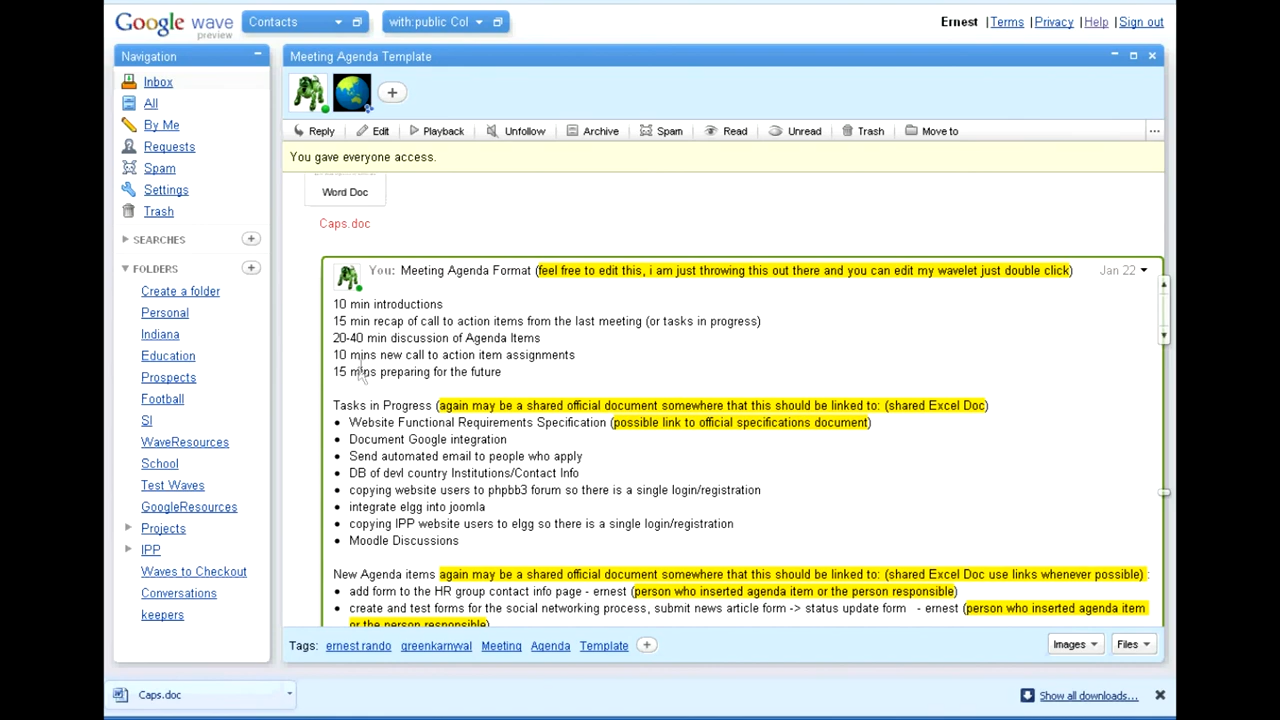 Google wave
preview
Contacts
with:public Col
Ernest | Terms | Privacy | Help | Sign out
Navigation
Inbox
All
By Me
Requests
Spam
Settings
Trash
SEARCHES
FOLDERS
Create a folder
Personal
Indiana
Education
Prospects
Football
SI
WaveResources
School
Test Waves
GoogleResources
Projects
IPP
Waves to Checkout
Conversations
keepers
Meeting Agenda Template
Reply Edit Playback Unfollow Archive Spam Read Unread Trash Move to ...
You gave everyone access.
Word Doc
Caps.doc
You: Meeting Agenda Format (feel free to edit this, i am just throwing this out there and you can edit my wavelet just double click) Jan 22
10 min introductions
15 min recap of call to action items from the last meeting (or tasks in progress)
20-40 min discussion of Agenda Items
10 mins new call to action item assignments
15 mins preparing for the future
Tasks in Progress (again may be a shared official document somewhere that this should be linked to: (shared Excel Doc)
• Website Functional Requirements Specification (possible link to official specifications document)
• Document Google integration
• Send automated email to people who apply
• DB of devl country Institutions/Contact Info
• copying website users to phpbb3 forum so there is a single login/registration
• integrate elgg into joomla
• copying IPP website users to elgg so there is a single login/registration
• Moodle Discussions
New Agenda items again may be a shared official document somewhere that this should be linked to: (shared Excel Doc use links whenever possible) :
• add form to the HR group contact info page - ernest (person who inserted agenda item or the person responsible)
• create and test forms for the social networking process, submit news article form -> status update form - ernest (person who inserted agenda item
or the person responsible)
Tags: ernest rando greenkarnyval Meeting Agenda Template
Images Files
Caps.doc
Show all downloads...